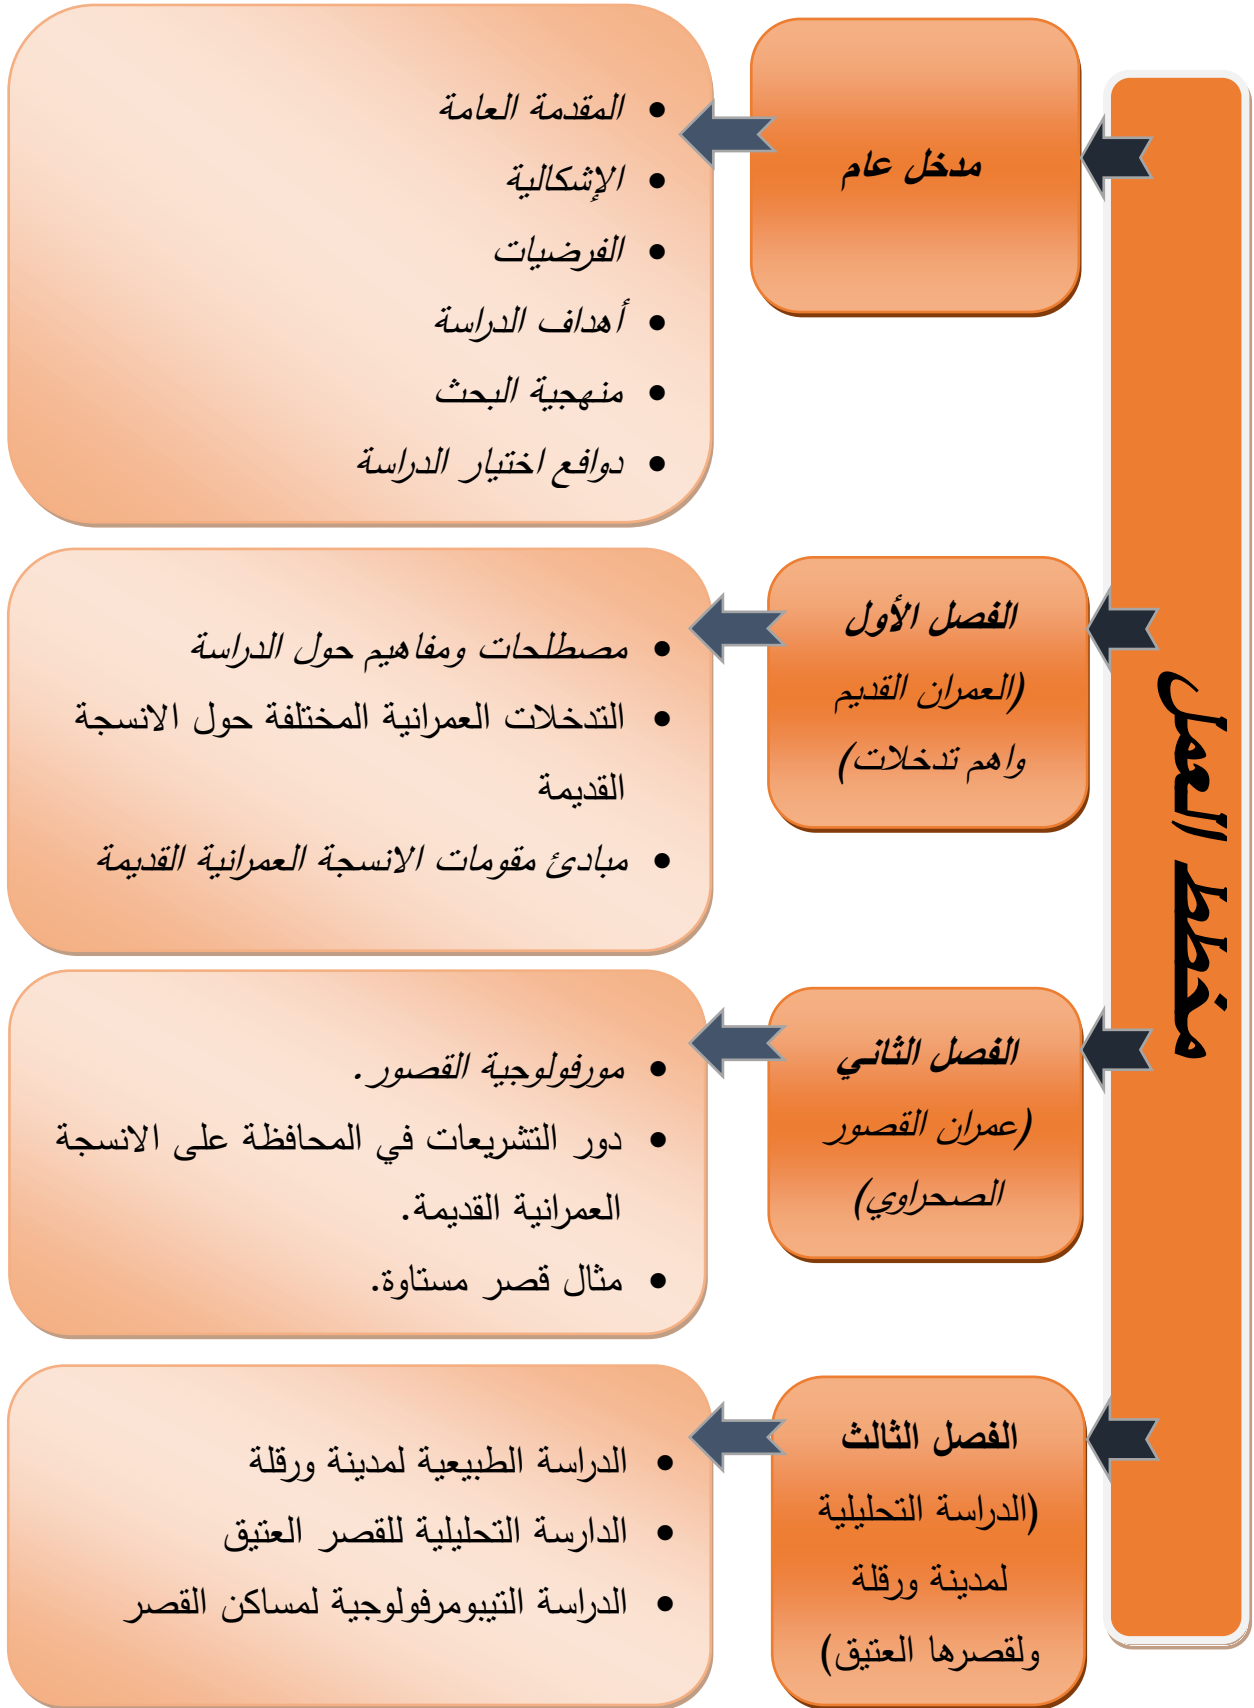 مخطط العمل
مدخل عام
• المقدمة العامة
• الإشكالية
• الفرضيات
• أهداف الدراسة
• منهجية البحث
• دوافع اختيار الدراسة
الفصل الأول
(العمران القديم
واهم تدخلات)
• مصطلحات ومفاهيم حول الدراسة
• التدخلات العمرانية المختلفة حول الانسجة
القديمة
• مبادئ مقومات الانسجة العمرانية القديمة
الفصل الثاني
(عمران القصور
الصحراوي)
• مورفولوجية القصور.
• دور التشريعات في المحافظة على الانسجة
العمرانية القديمة.
• مثال قصر مستاوة.
الفصل الثالث
(الدراسة التحليلية
لمدينة ورقلة
ولقصرها العتيق)
• الدراسة الطبيعية لمدينة ورقلة
• الدارسة التحليلية للقصر العتيق
• الدراسة التيبومرفولوجية لمساكن القصر